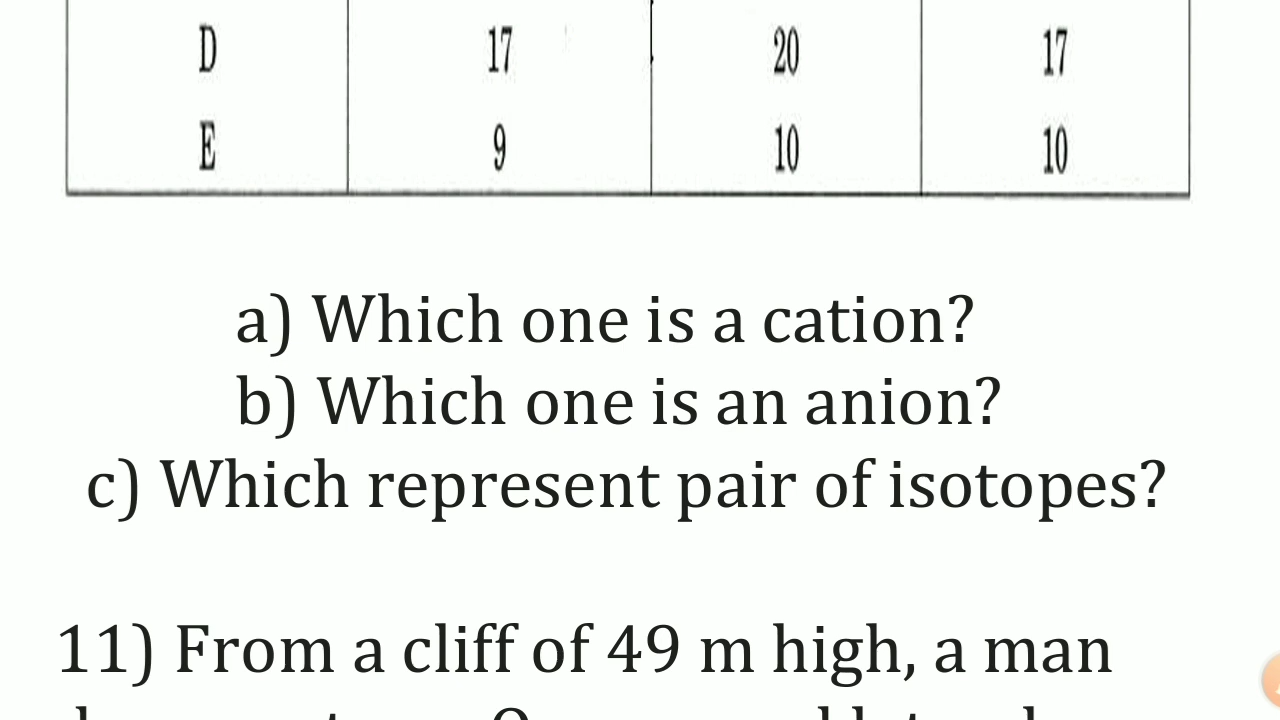 D 17 20 17
E 9 10 10
a) Which one is a cation?
b) Which one is an anion?
c) Which represent pair of isotopes?
11) From a cliff of 49 m high, a man